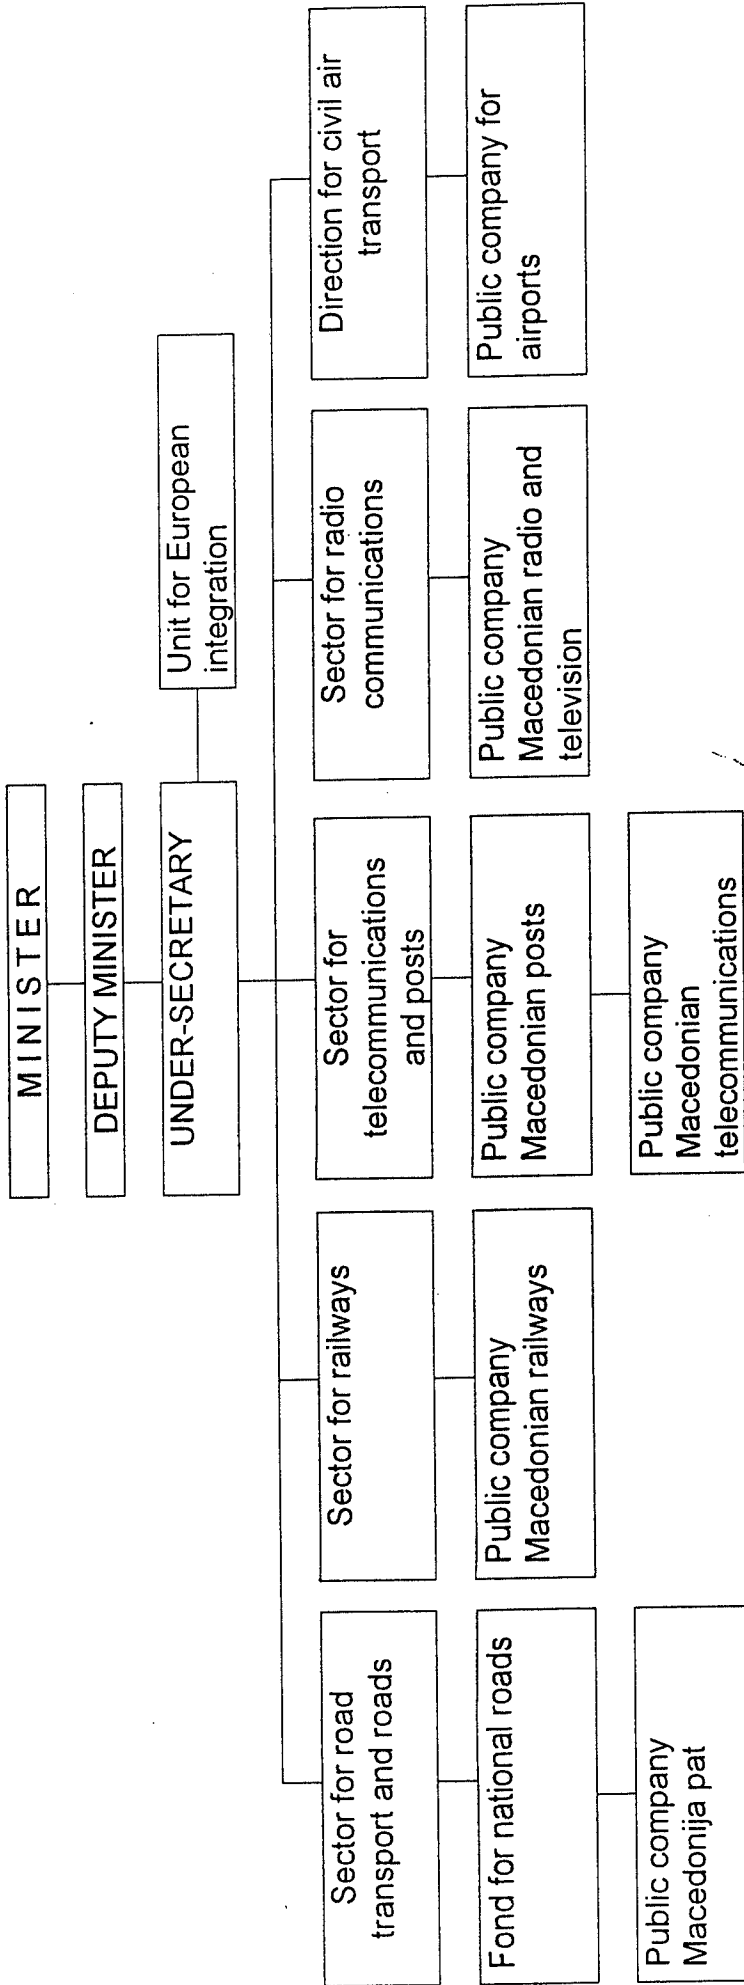 MINISTER
DEPUTY MINISTER
UNDER-SECRETARY
Unit for European
integration
Sector for road
transport and roads
Sector for railways
Sector for
telecommunications
and posts
Sector for radio
communications
Direction for civil air
transport
Fond for national roads
Public company
Macedonian railways
Public company
Macedonian posts
Public company
Macedonian radio and
television
Public company for
airports
Public company
Macedonija pat
Public company
Macedonian
telecommunications